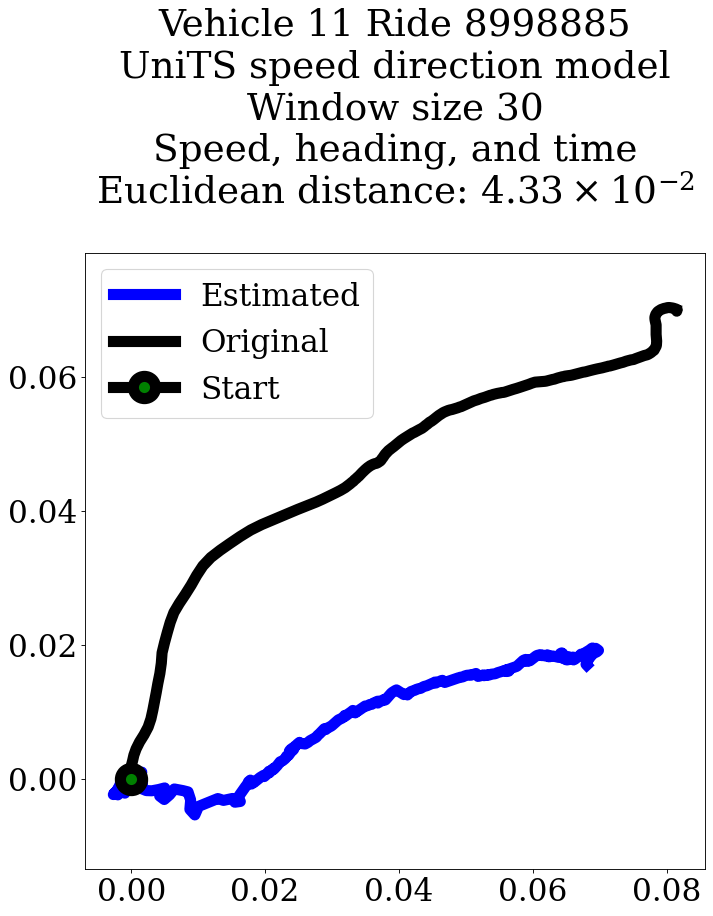 Vehicle 11 Ride 8998885
UniTS speed direction model
Window size 30
Speed, heading, and time
Euclidean distance: 4.33 × 10⁻²
Estimated
Original
Start
0.06
0.04
0.02
0.00
0.00 0.02 0.04 0.06 0.08